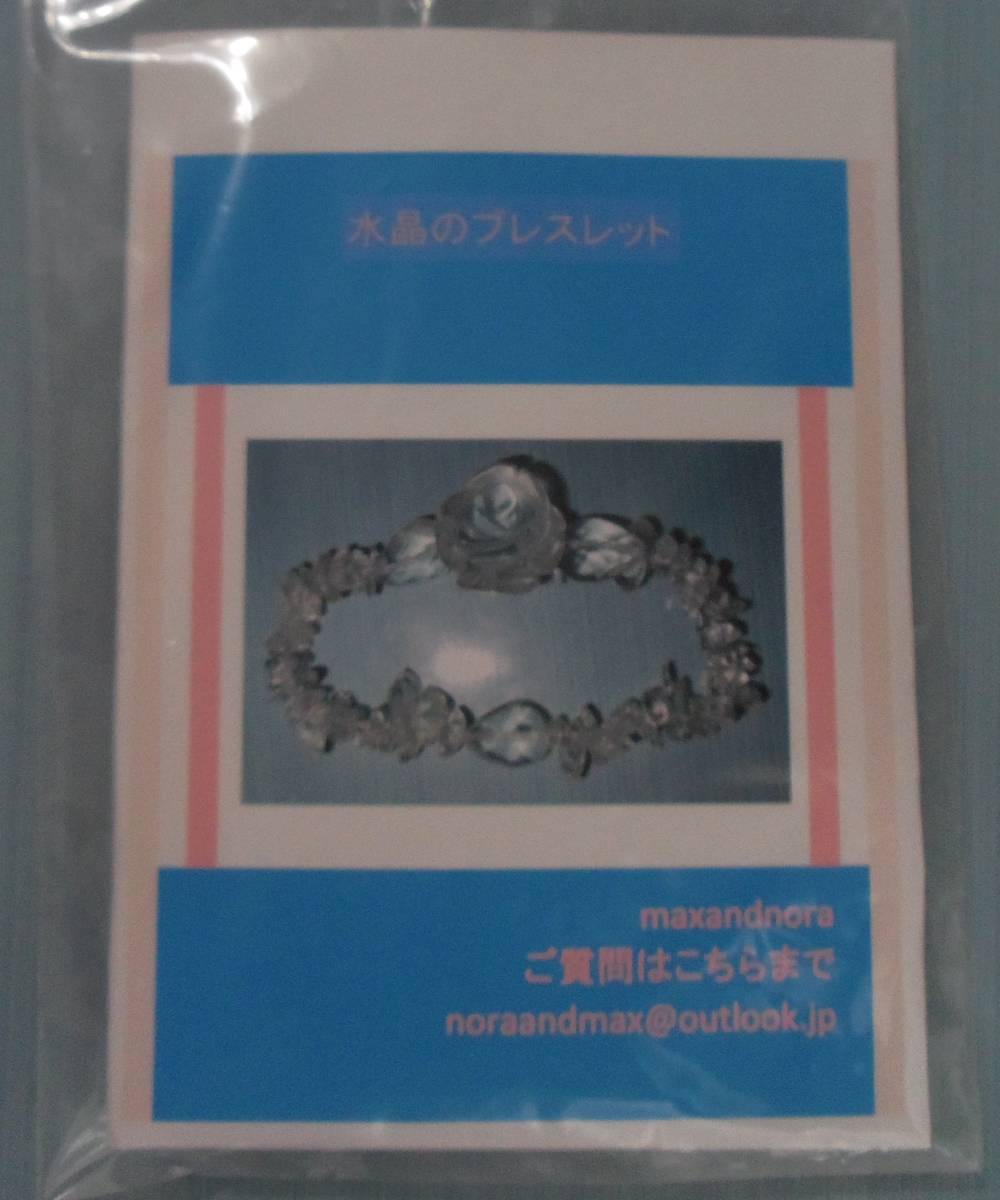 水晶のブレスレット
maxandnora
ご質問はこちらまで
noraandmax@outlook.jp